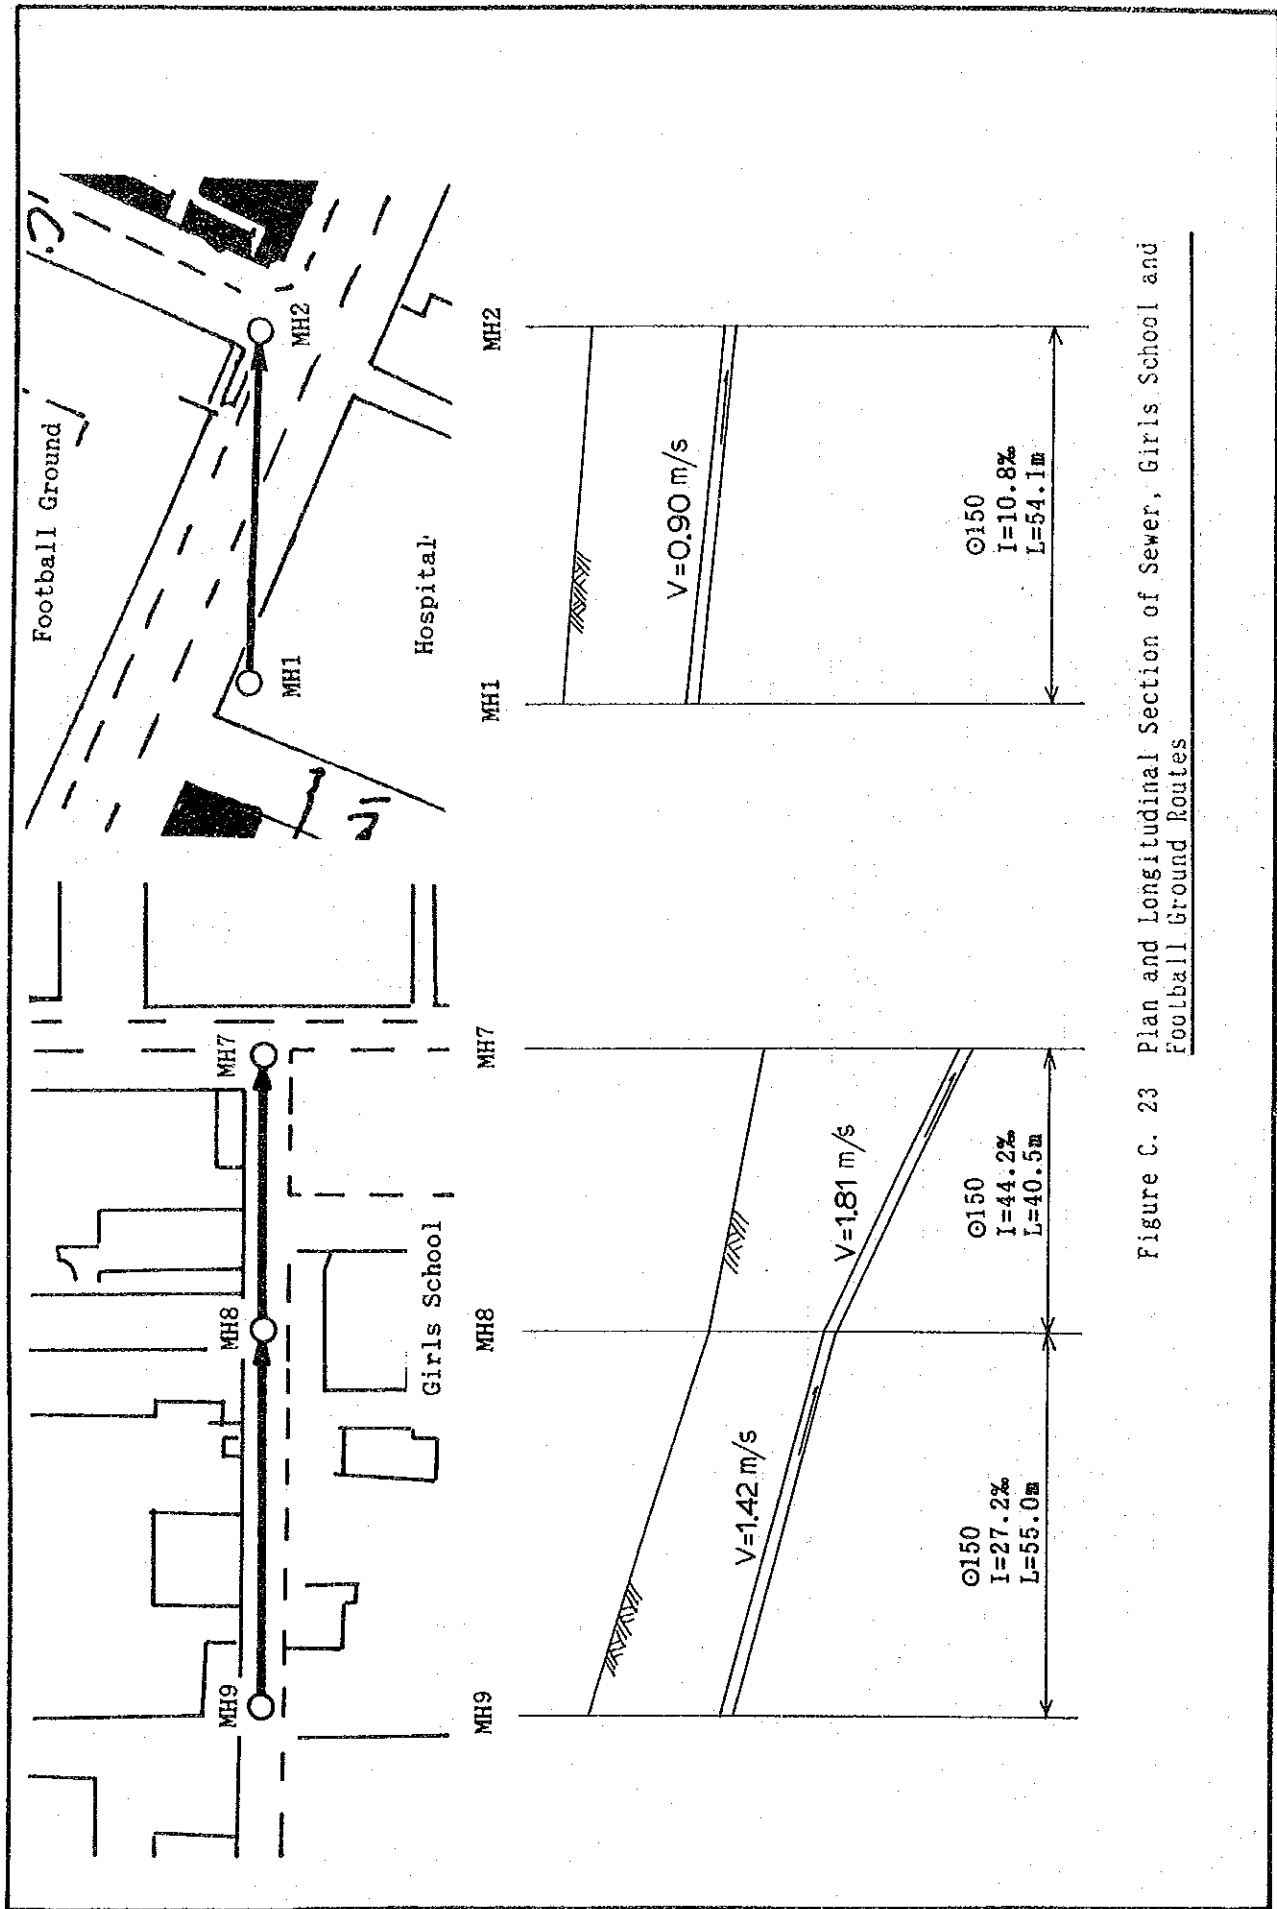 Football Ground
MH1
MH2
Hospital
MH9
MH8
MH7
Girls School
MH9
MH8
MH7
MH1
MH2
V=1.42 m/s
V=1.81 m/s
V=0.90 m/s
⊙150
I=27.2‰
L=55.0m
⊙150
I=44.2‰
L=40.5m
⊙150
I=10.8‰
L=54.1m
Figure C. 23 Plan and Longitudinal Section of Sewer, Girls School and
Football Ground Routes